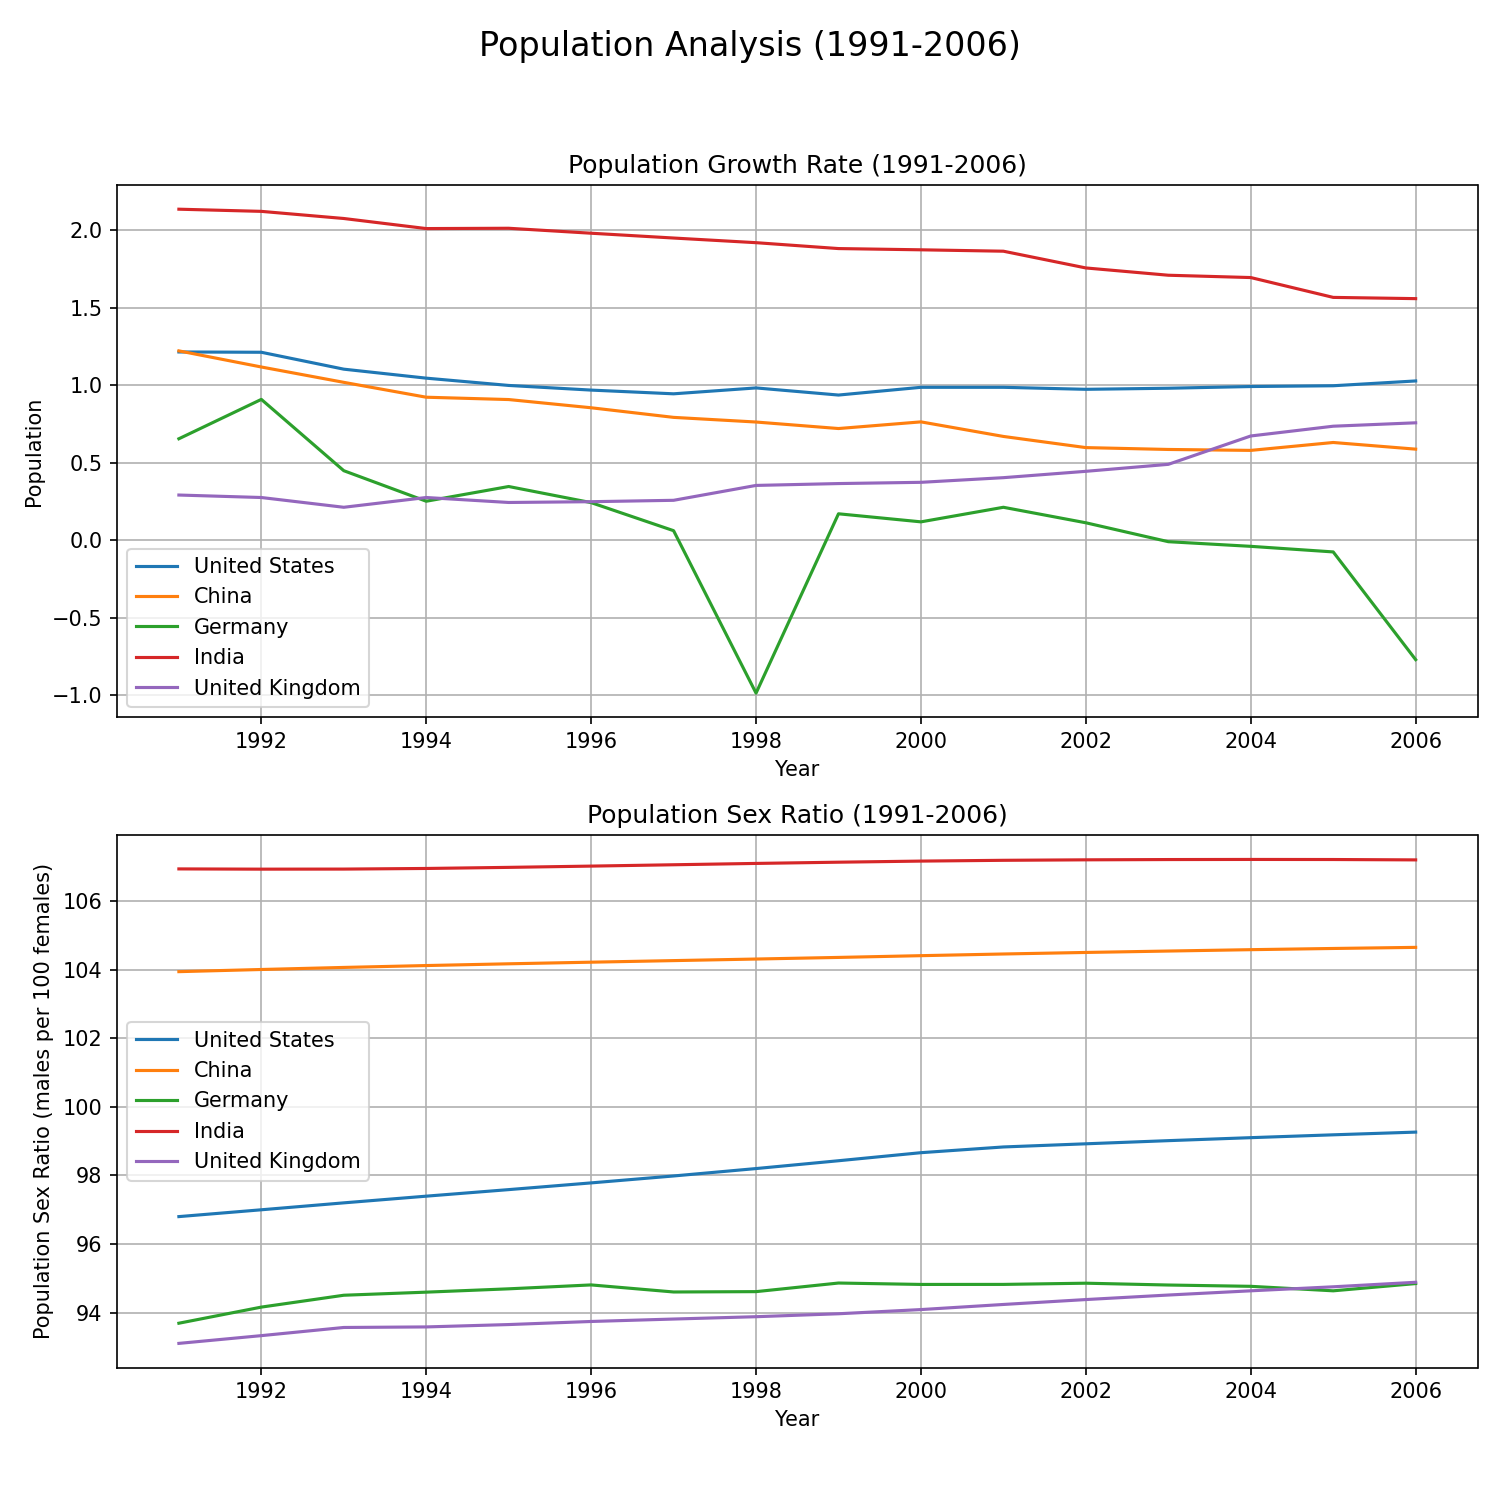 Population Analysis (1991-2006)
Population Growth Rate (1991-2006)
Population
2.0
1.5
1.0
0.5
0.0
−0.5
−1.0
United States
China
Germany
India
United Kingdom
1992 1994 1996 1998 2000 2002 2004 2006
Year
Population Sex Ratio (1991-2006)
Population Sex Ratio (males per 100 females)
106
104
102
100
98
96
94
United States
China
Germany
India
United Kingdom
1992 1994 1996 1998 2000 2002 2004 2006
Year